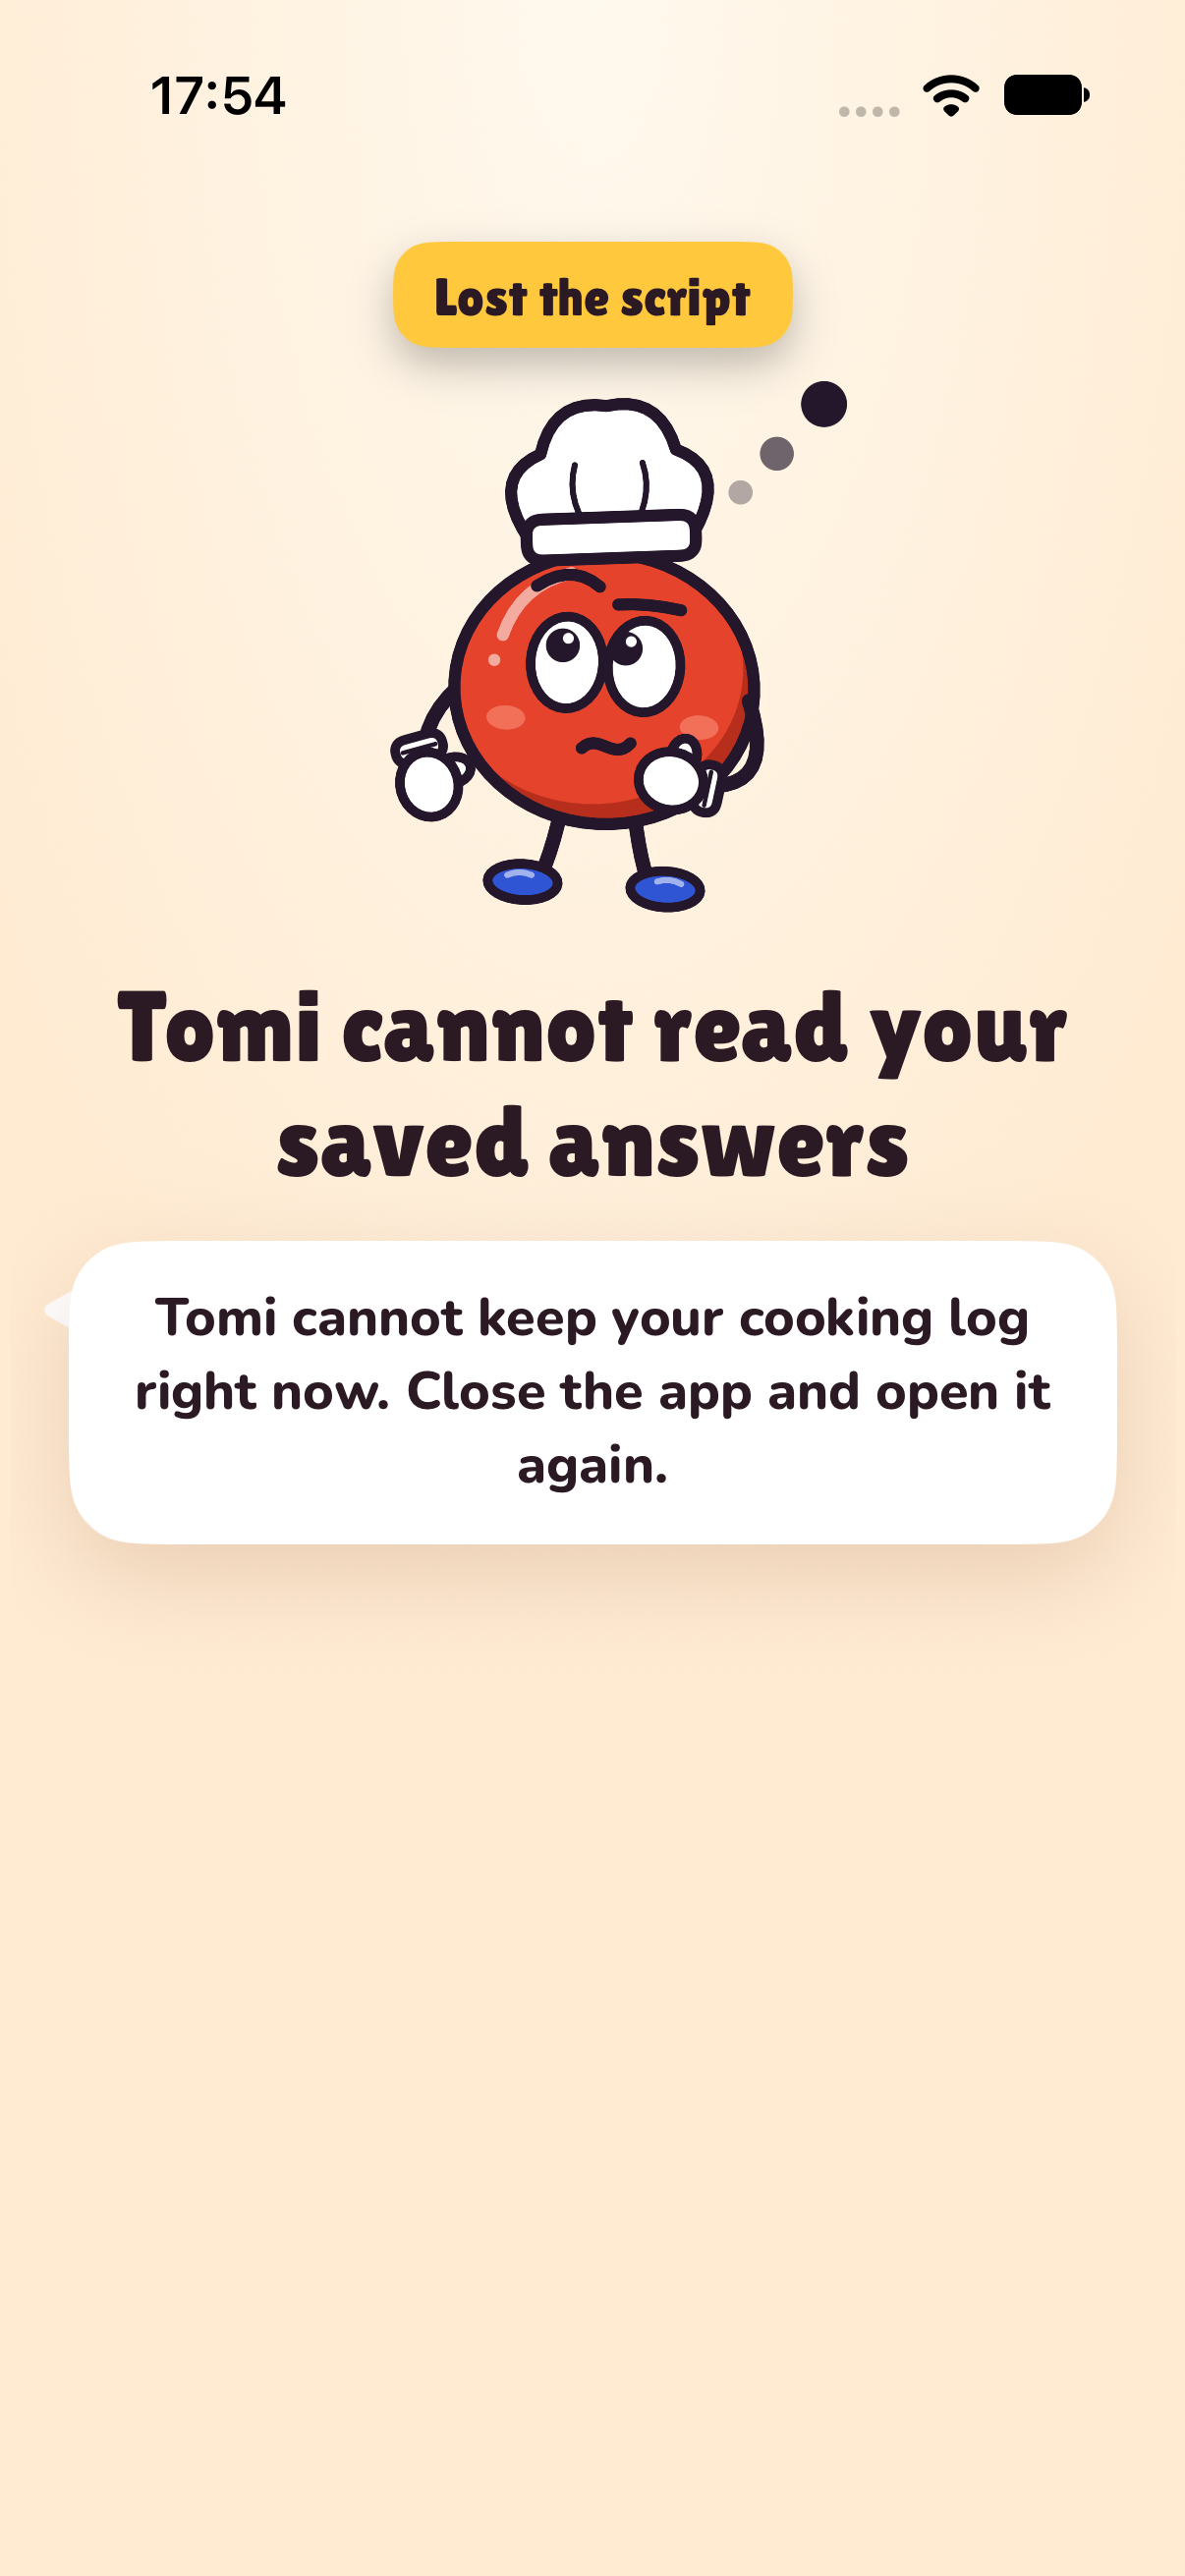 17:54
Lost the script
Tomi cannot read your
saved answers
Tomi cannot keep your cooking log
right now. Close the app and open it
again.